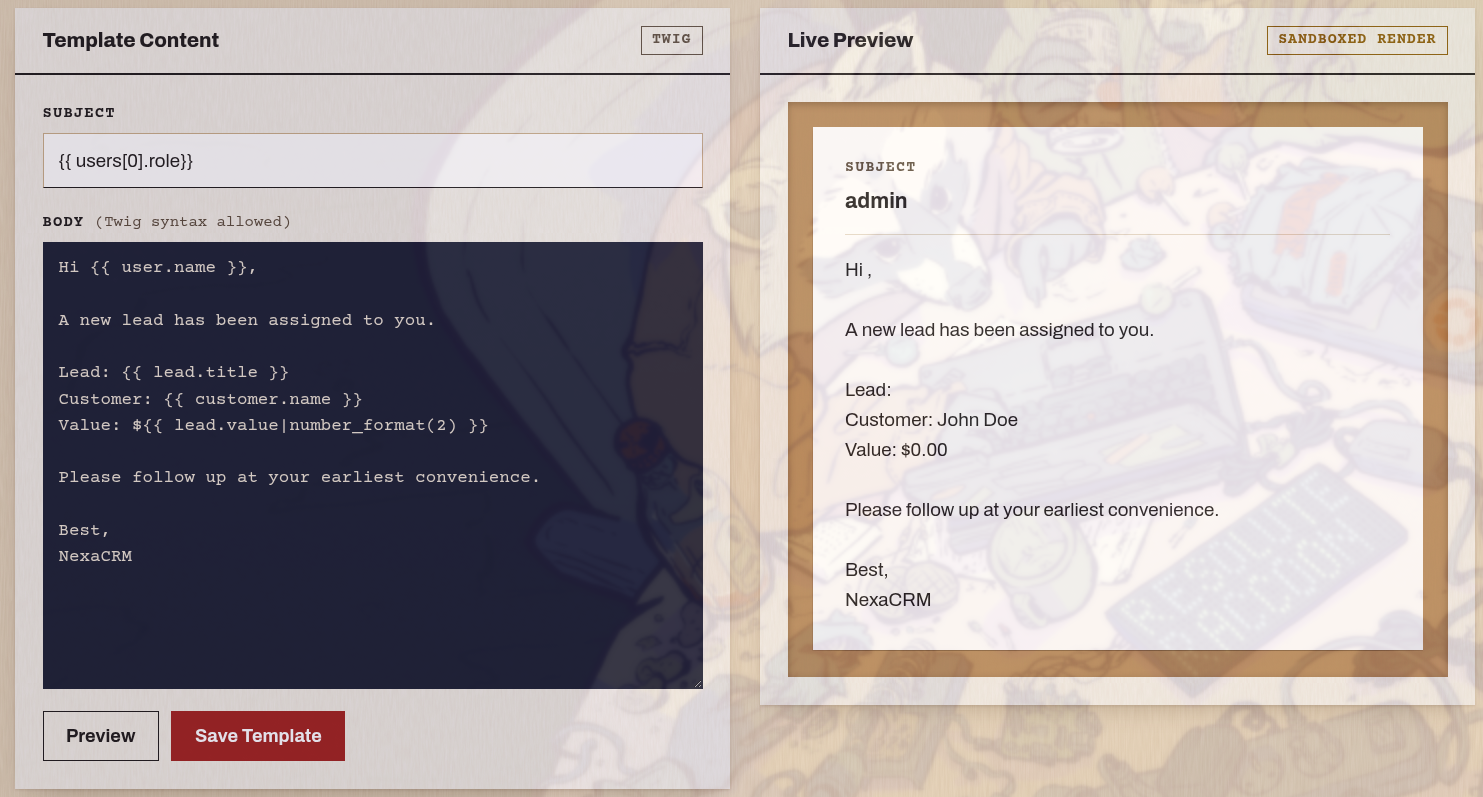 Template Content
TWIG
SUBJECT
{{ users[0].role}}
BODY (Twig syntax allowed)
Hi {{ user.name }},
A new lead has been assigned to you.
Lead: {{ lead.title }}
Customer: {{ customer.name }}
Value: ${{ lead.value|number_format(2) }}
Please follow up at your earliest convenience.
Best,
NexaCRM
Preview
Save Template
Live Preview
SANDBOXED RENDER
SUBJECT
admin
Hi ,
A new lead has been assigned to you.
Lead:
Customer: John Doe
Value: $0.00
Please follow up at your earliest convenience.
Best,
NexaCRM